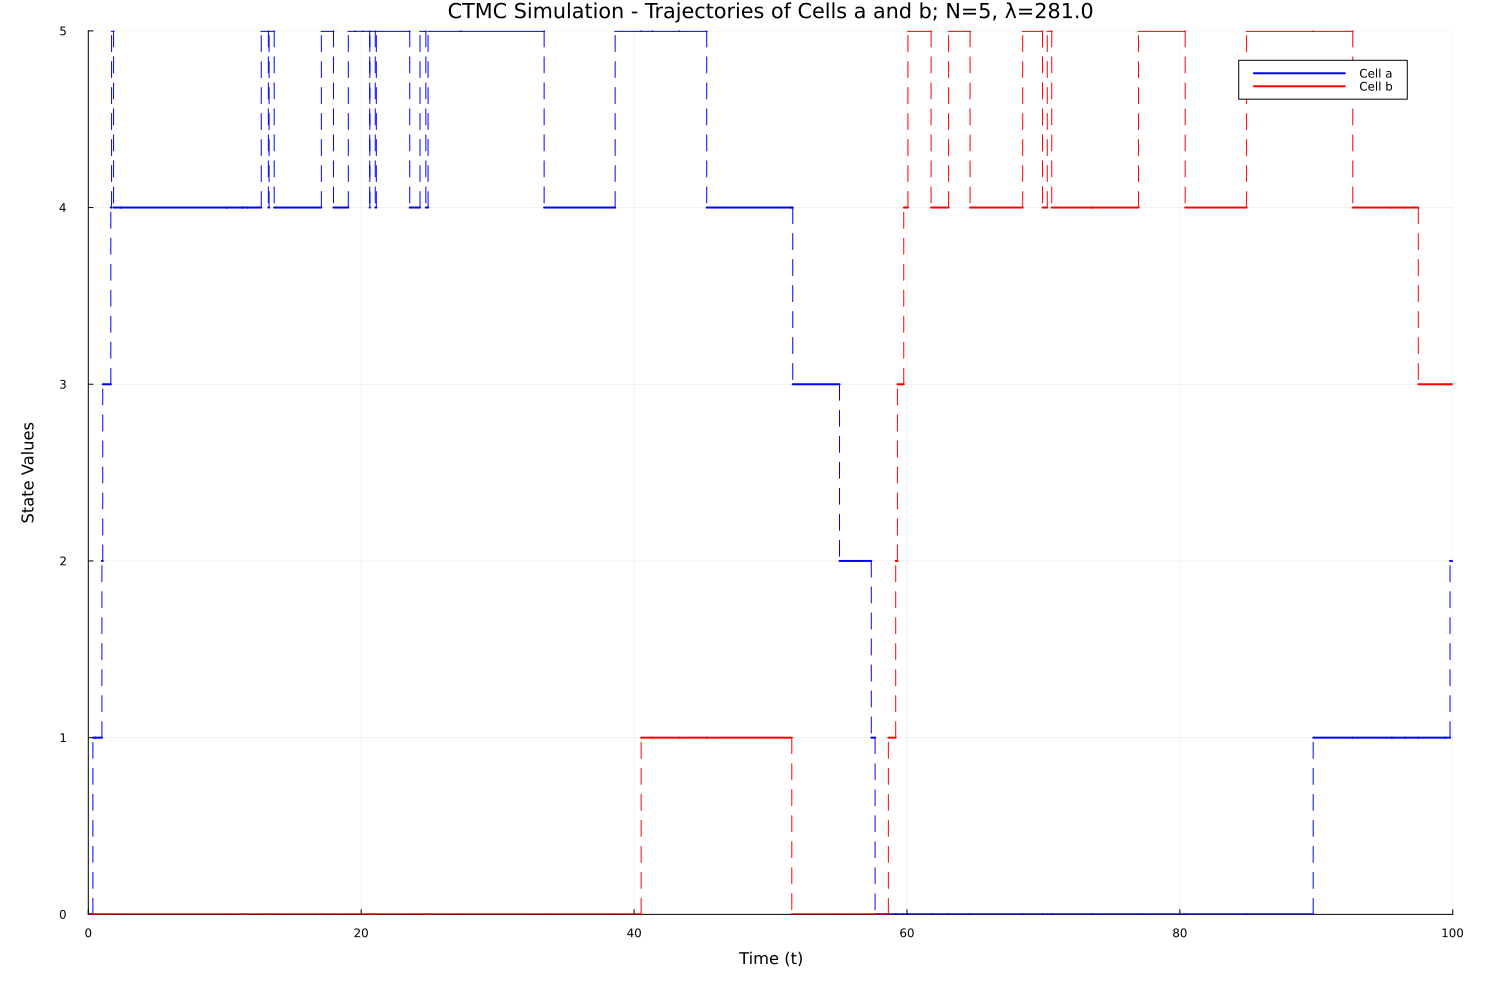 CTMC Simulation - Trajectories of Cells a and b; N=5, λ=281.0
5
Cell a
Cell b
4
3
State Values
2
1
0
0 20 40 60 80 100
Time (t)